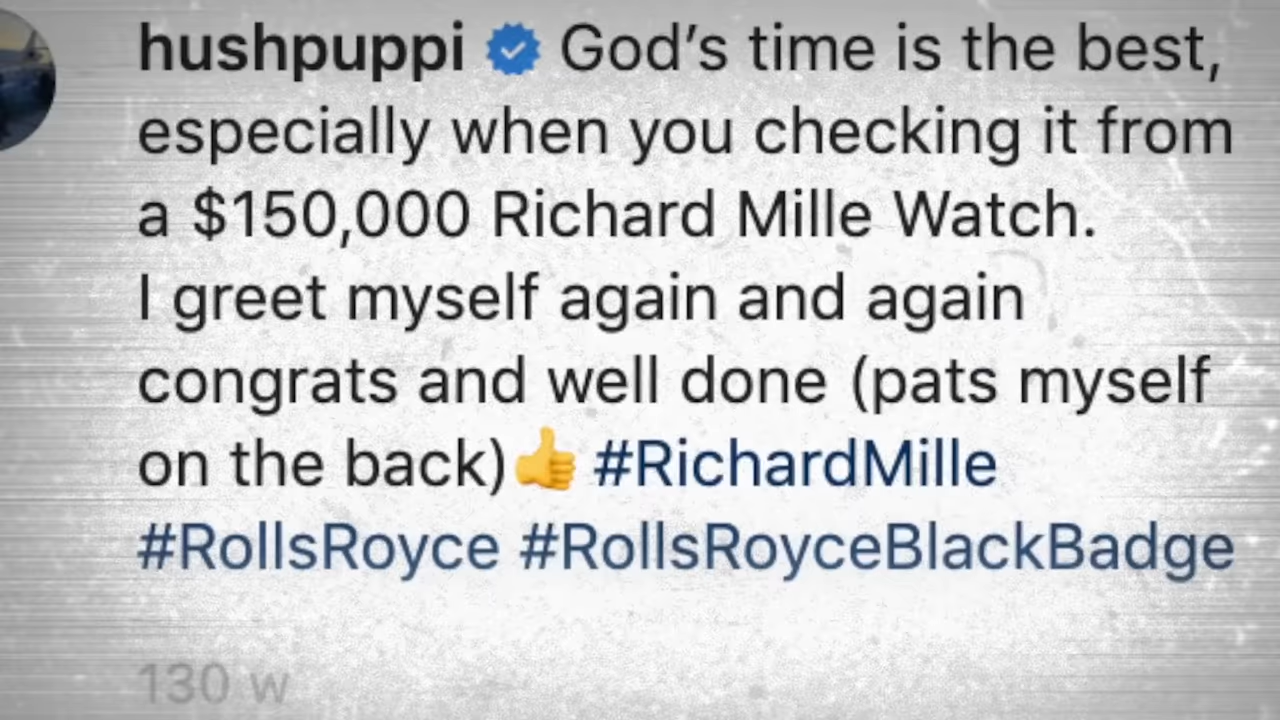 hushpuppi God’s time is the best,
especially when you checking it from
a $150,000 Richard Mille Watch.
I greet myself again and again
congrats and well done (pats myself
on the back)👍 #RichardMille
#RollsRoyce #RollsRoyceBlackBadge
130 w